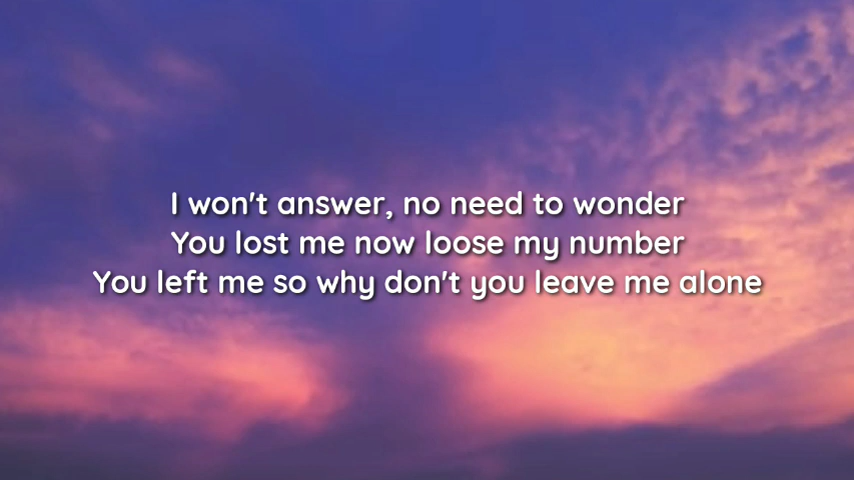 I won't answer, no need to wonder
You lost me now loose my number
You left me so why don't you leave me alone